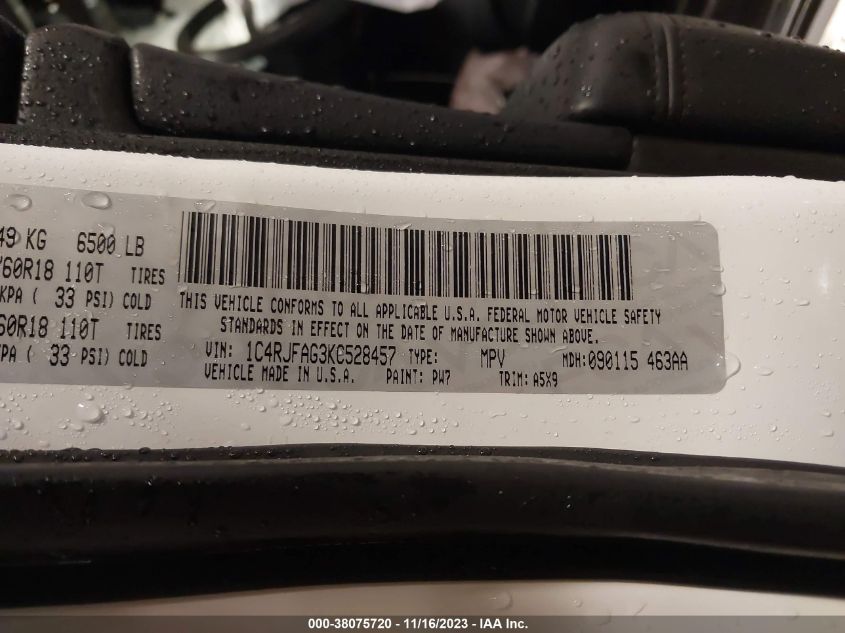 49 KG 6500 LB
/60R18 110T TIRES
KPA ( 33 PSI) COLD
60R18 110T TIRES
PA ( 33 PSI) COLD
THIS VEHICLE CONFORMS TO ALL APPLICABLE U.S.A. FEDERAL MOTOR VEHICLE SAFETY
STANDARDS IN EFFECT ON THE DATE OF MANUFACTURE SHOWN ABOVE.
VIN: 1C4RJFAG3KC528457 TYPE: MPV MDH:090115 463AA
VEHICLE MADE IN U.S.A. PAINT: PW7 TRIM: A5X9
000-38075720 - 11/16/2023 - IAA Inc.